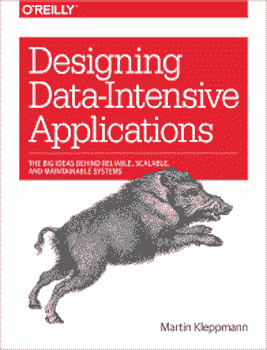 O'REILLY®
Designing
Data-Intensive
Applications
THE BIG IDEAS BEHIND RELIABLE, SCALABLE,
AND MAINTAINABLE SYSTEMS
Martin Kleppmann